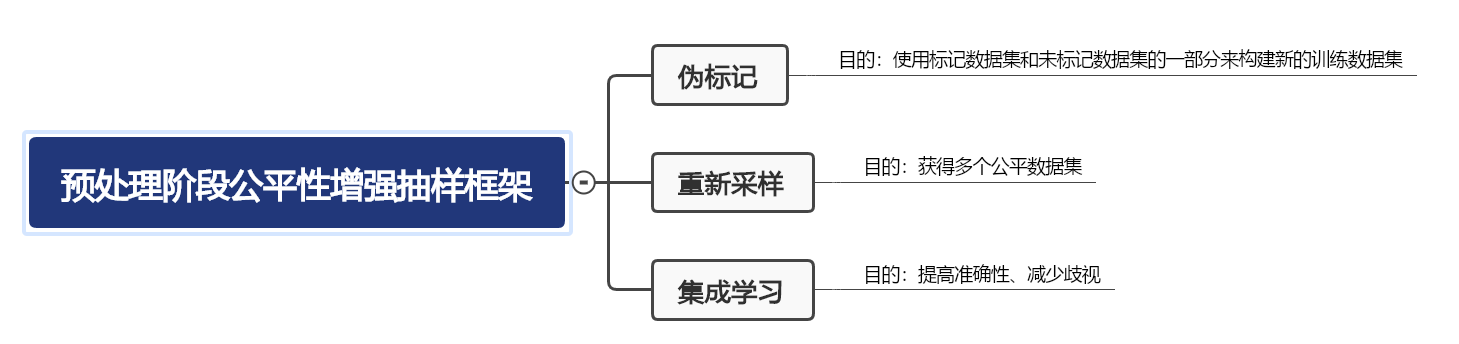 预处理阶段公平性增强抽样框架
伪标记
目的：使用标记数据集和未标记数据集的一部分来构建新的训练数据集
重新采样
目的：获得多个公平数据集
集成学习
目的：提高准确性、减少歧视